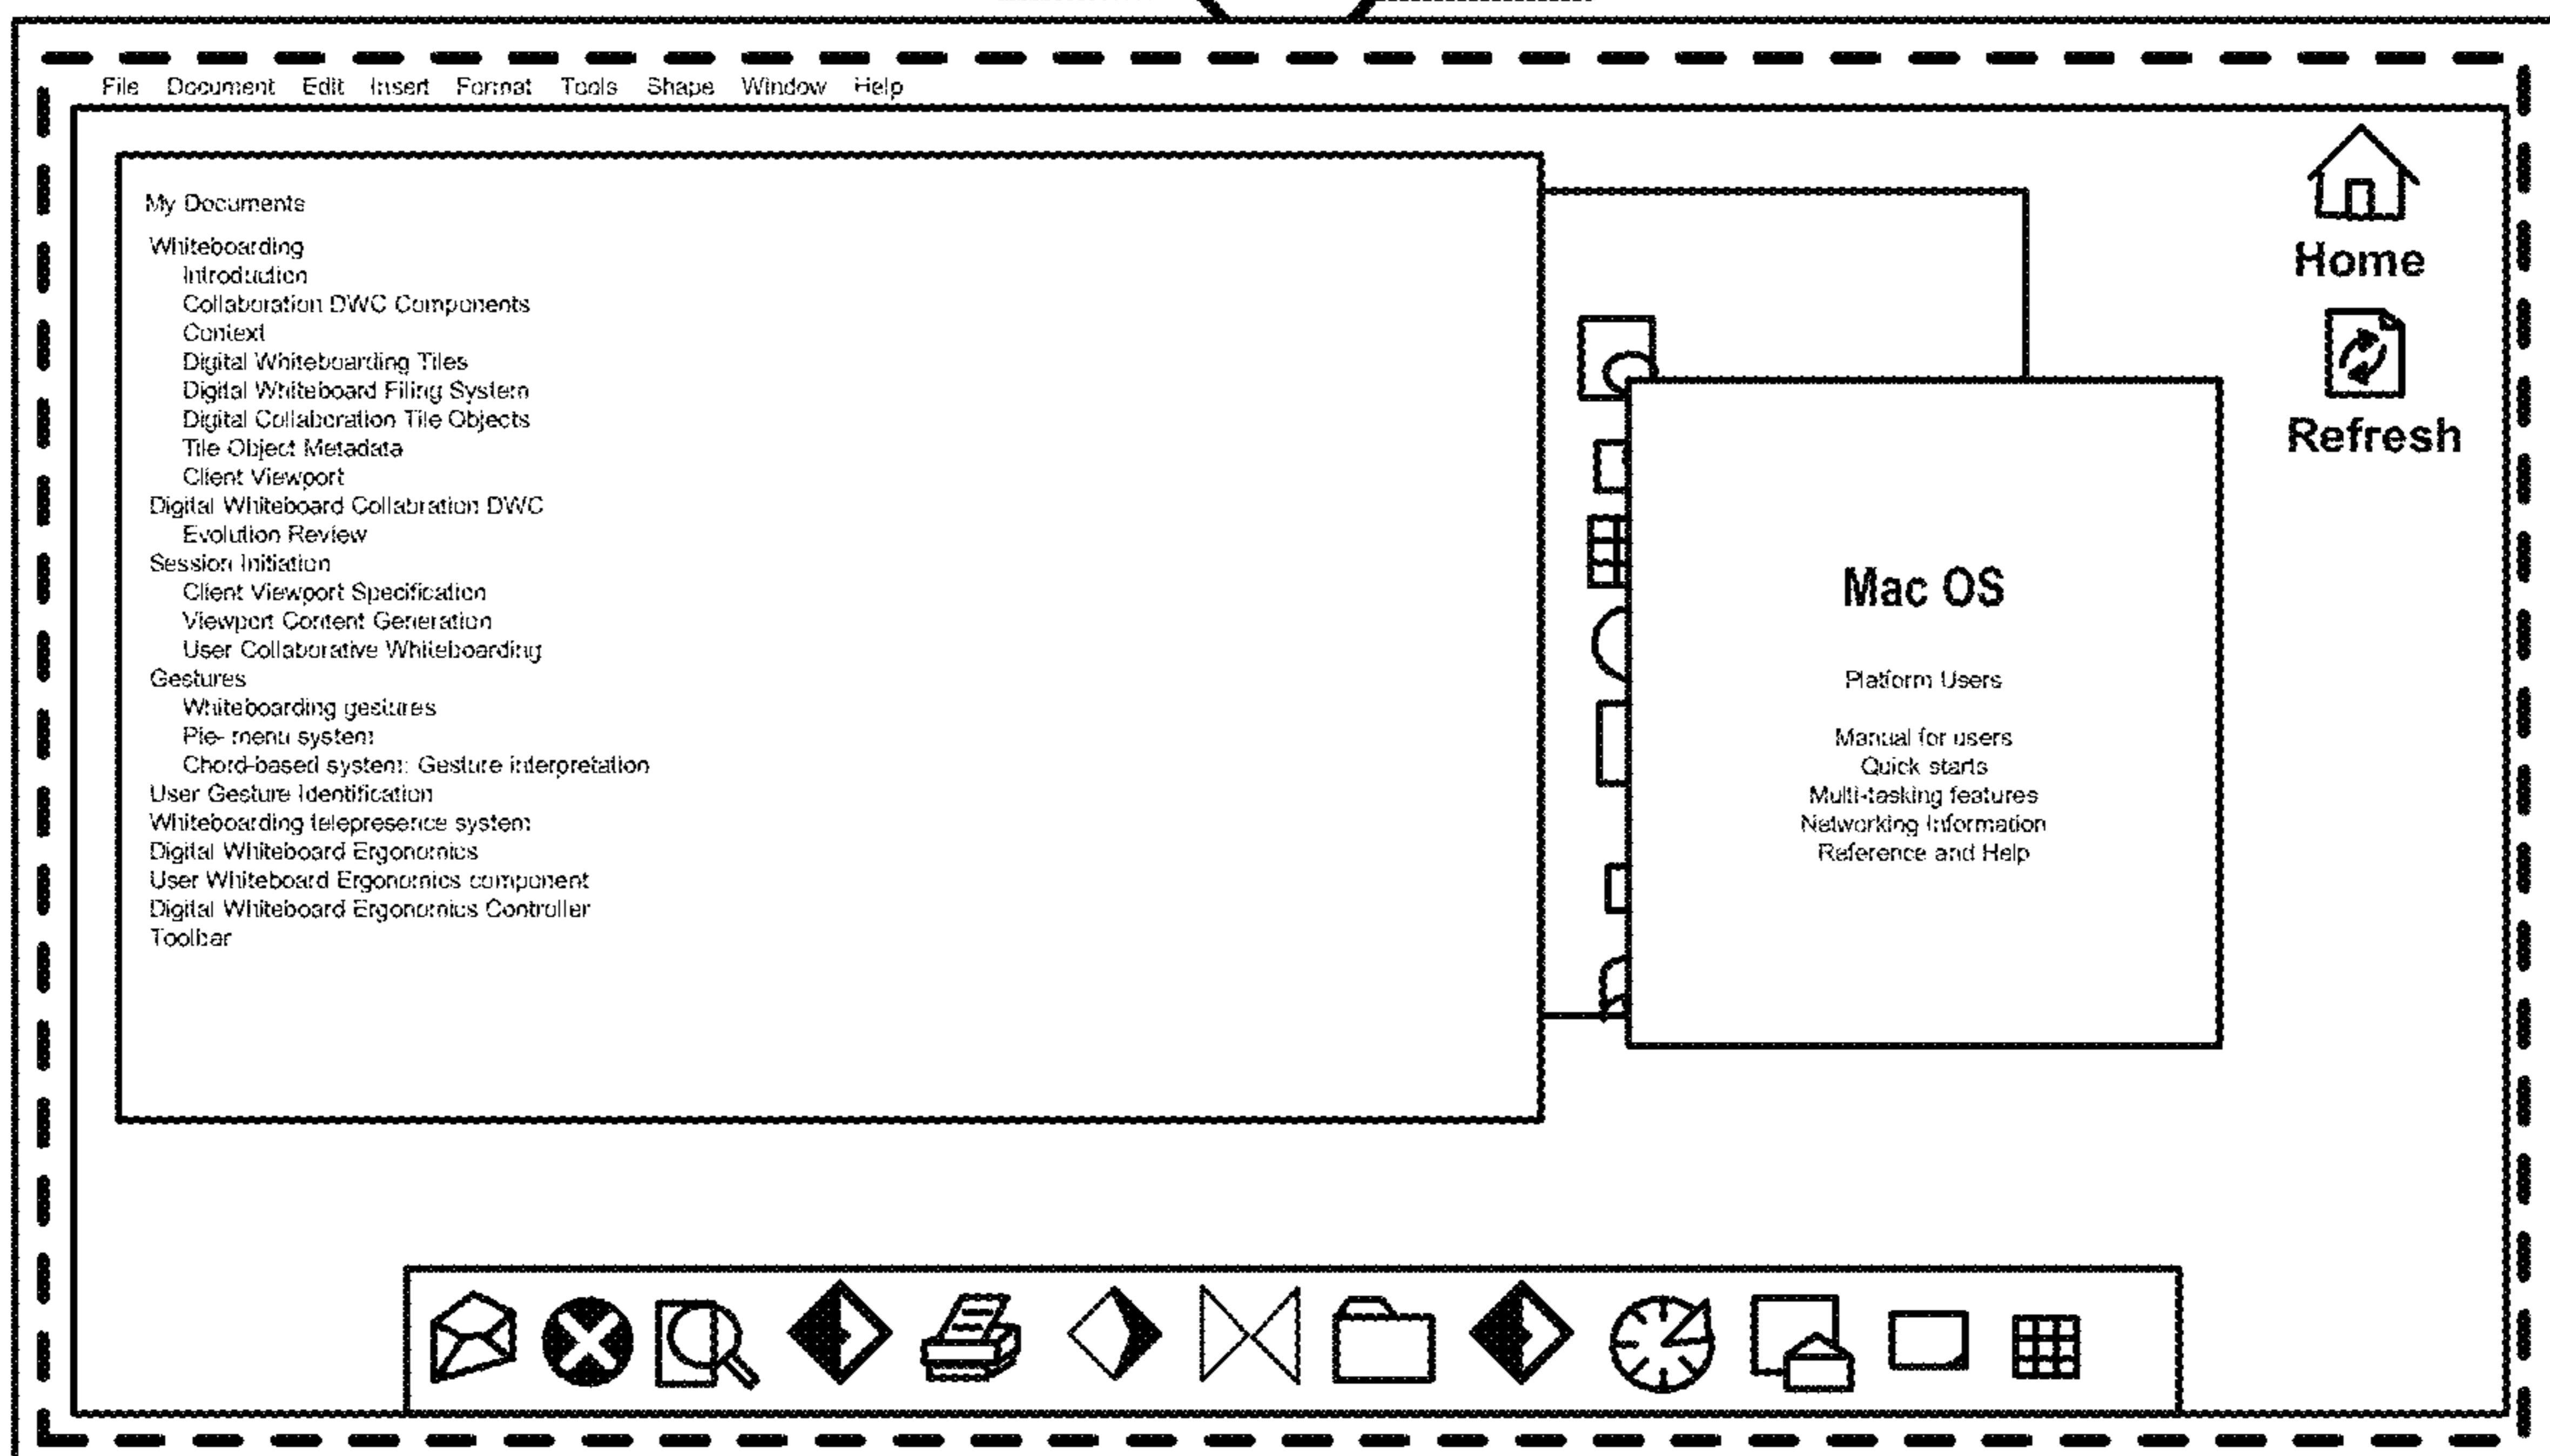 File Document Edit Insert Format Tools Shape Window Help
My Documents
Whiteboarding
Introduction
Collaboration DWC Components
Context
Digital Whiteboarding Tiles
Digital Whiteboard Filing System
Digital Collaboration Tile Objects
Tile Object Metadata
Client Viewport
Digital Whiteboard Collabration DWC
Evolution Review
Session Initiation
Client Viewport Specification
Viewport Content Generation
User Collaborative Whiteboarding
Gestures
Whiteboarding gestures
Pie- menu system
Chord-based system: Gesture interpretation
User Gesture Identification
Whiteboarding telepresence system
Digital Whiteboard Ergonomics
User Whiteboard Ergonomics component
Digital Whiteboard Ergonomics Controller
Toolbar
Mac OS
Platform Users
Manual for users
Quick starts
Multi-tasking features
Networking Information
Reference and Help
Home
Refresh